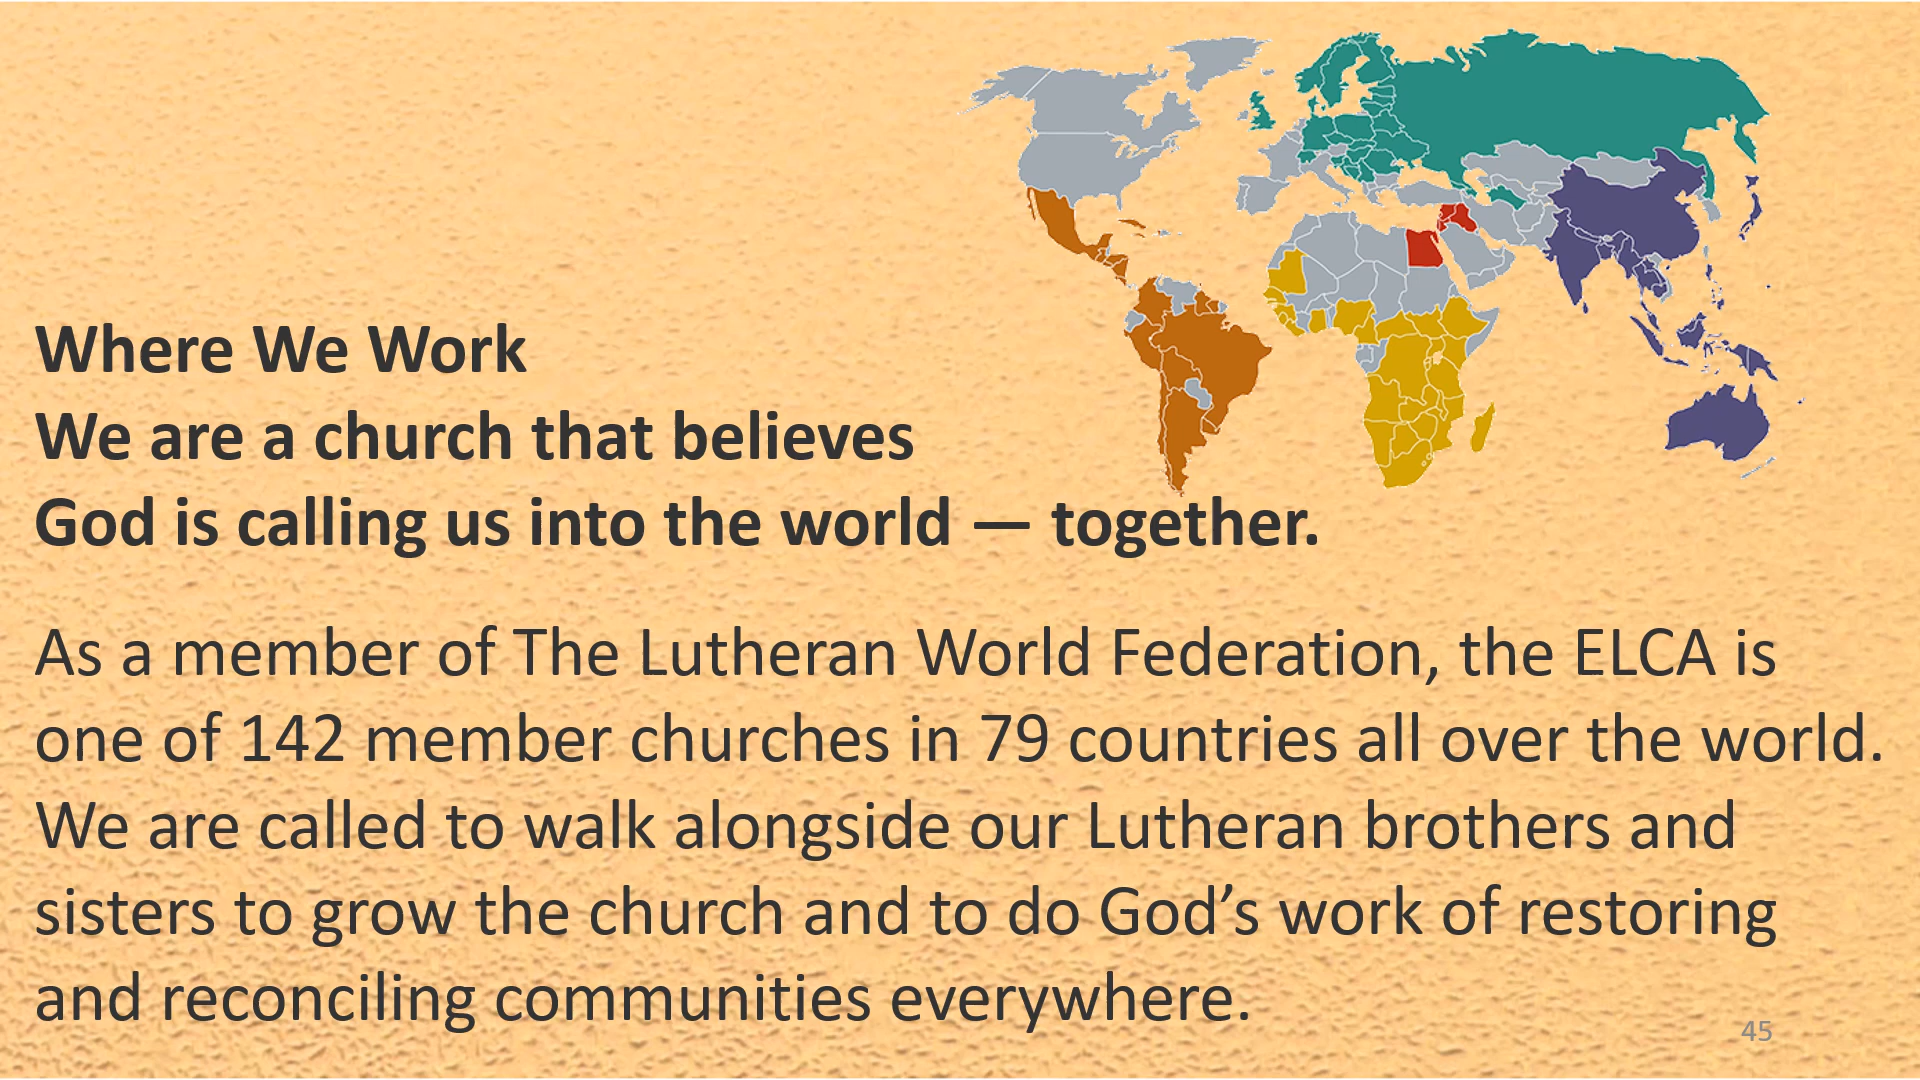 Where We Work
We are a church that believes
God is calling us into the world — together.
As a member of The Lutheran World Federation, the ELCA is
one of 142 member churches in 79 countries all over the world.
We are called to walk alongside our Lutheran brothers and
sisters to grow the church and to do God’s work of restoring
and reconciling communities everywhere.
45